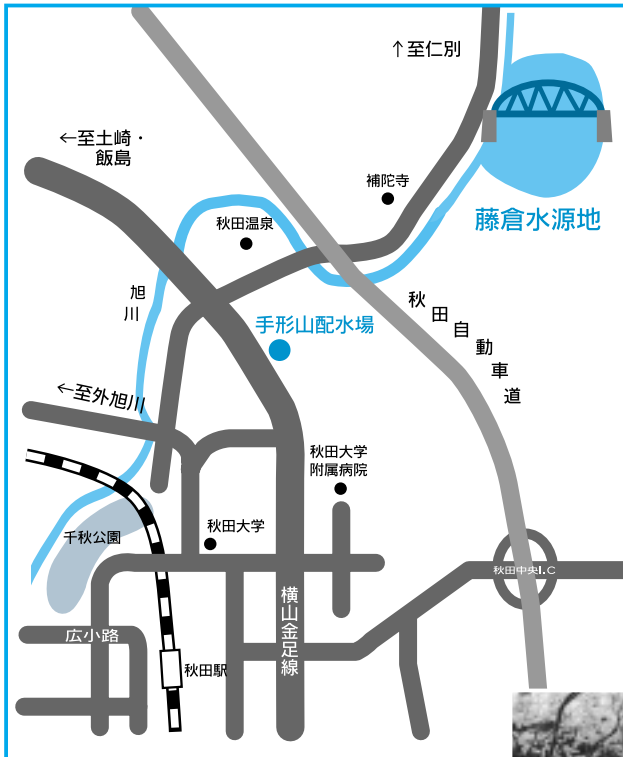 ↑至仁別
←至土崎・
飯島
補陀寺
藤倉水源地
秋田温泉
旭川
秋田自動車道
手形山配水場
←至外旭川
秋田大学
附属病院
千秋公園
秋田大学
秋田中央I.C
横山金足線
広小路
秋田駅